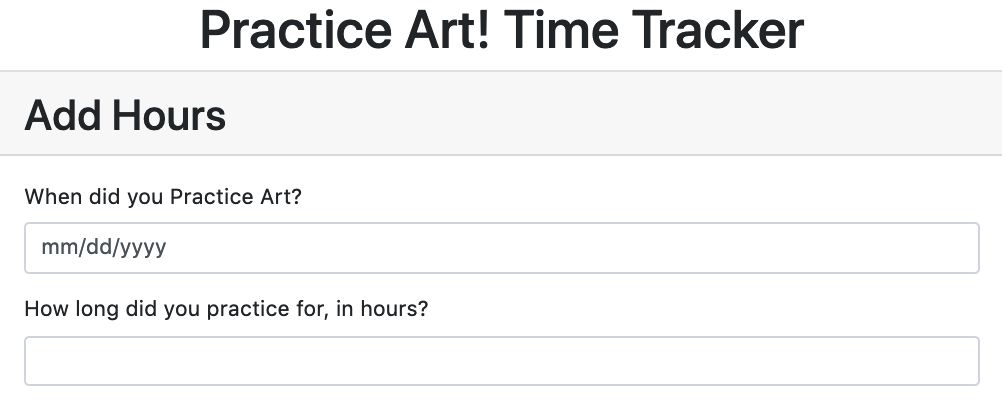 Practice Art! Time Tracker
Add Hours
When did you Practice Art?
mm/dd/yyyy
How long did you practice for, in hours?